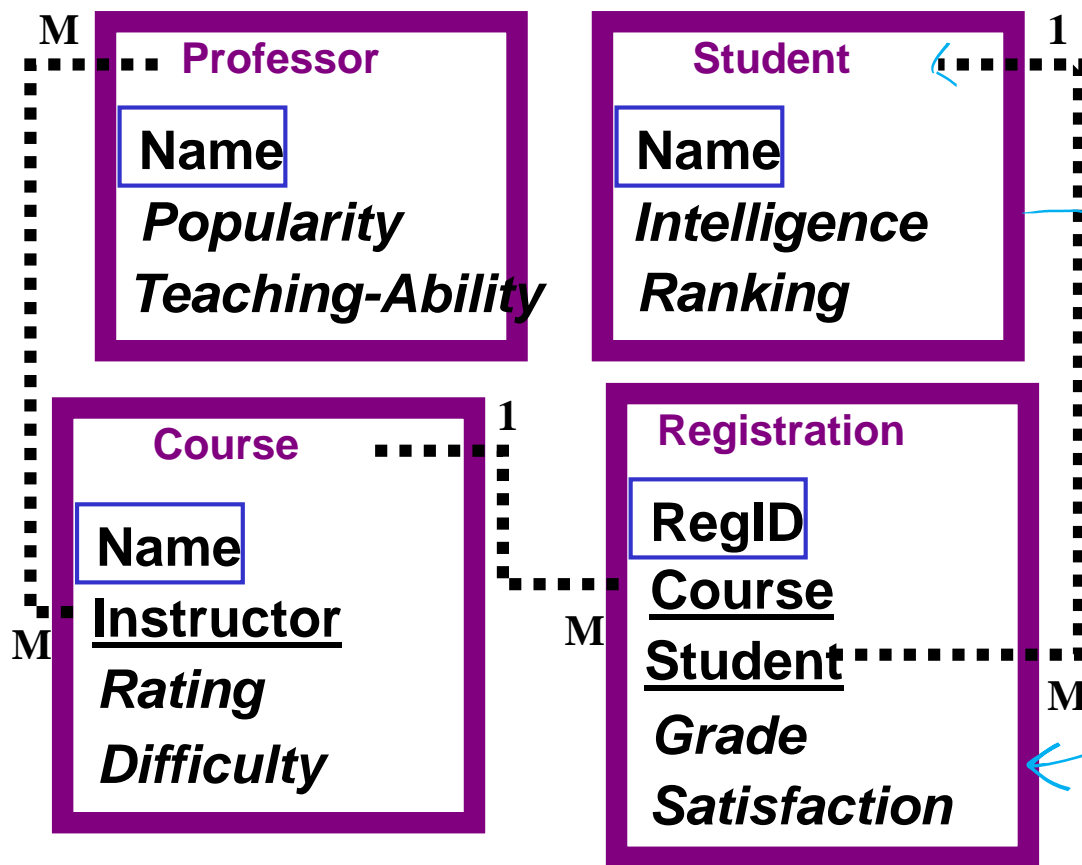 M
Professor
Name
Popularity
Teaching-Ability
1
Student
Name
Intelligence
Ranking
1
Course
Name
Instructor
M
Rating
Difficulty
Registration
RegID
Course
M
Student
M
Grade
Satisfaction